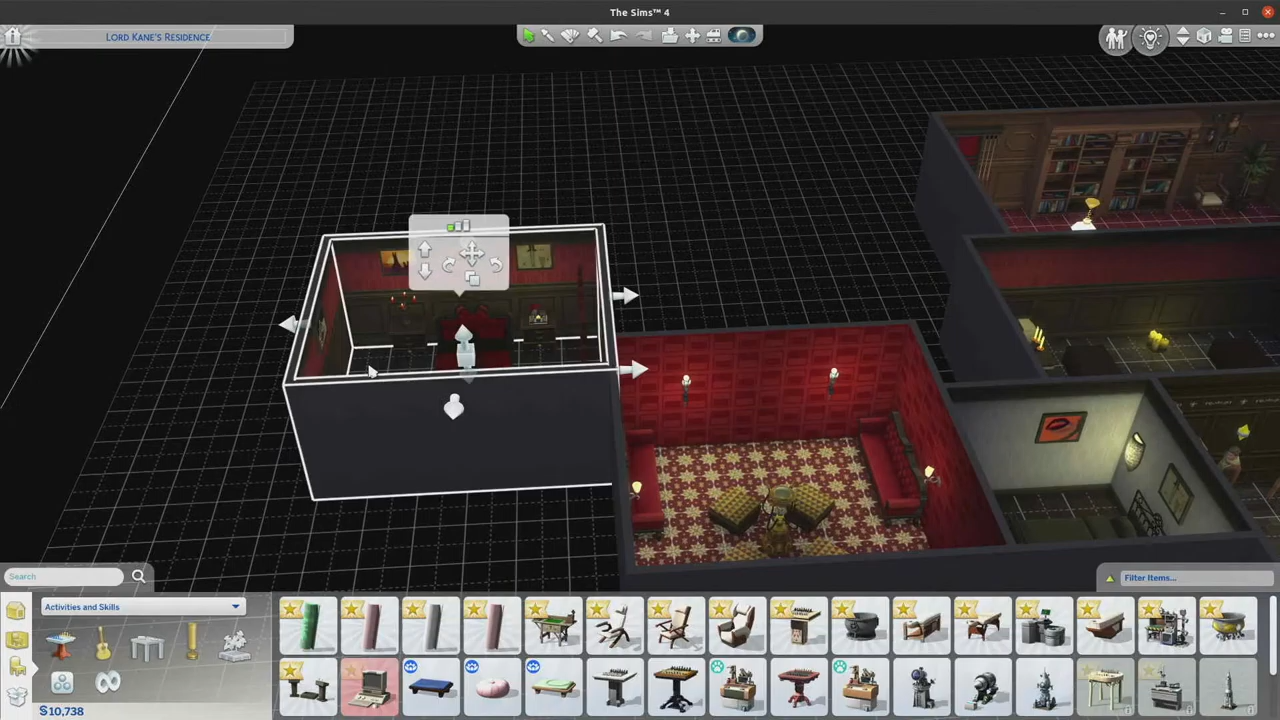 The Sims™ 4
LORD KANE'S RESIDENCE
Search
Activities and Skills
Filter Items...
§10,738